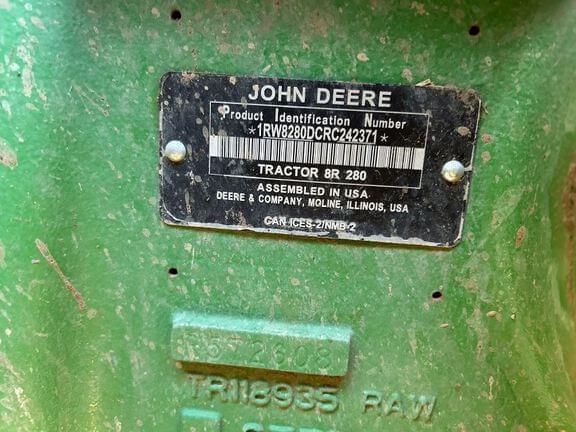 JOHN DEERE
Product Identification Number
*1RW8280DCRC242371*
TRACTOR 8R 280
ASSEMBLED IN USA
DEERE & COMPANY, MOLINE, ILLINOIS, USA
CAN ICES-2/NMB-2
R572608
TR118935 RAW